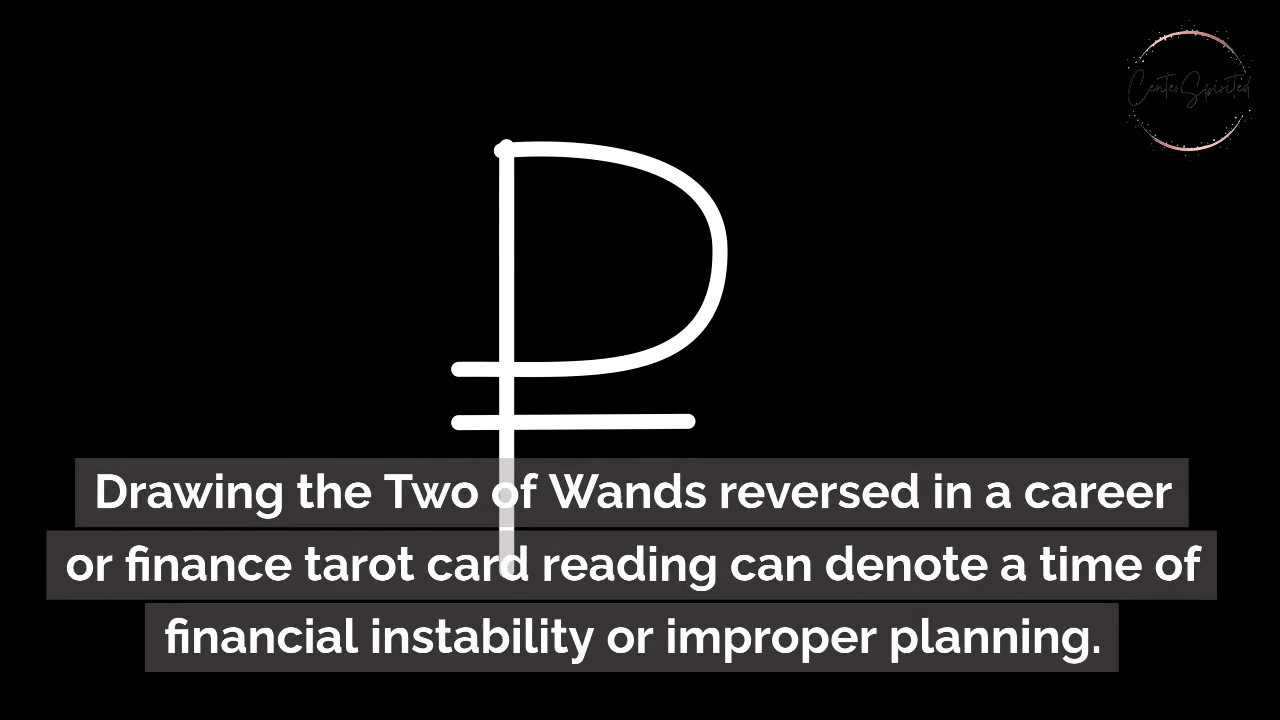 CenterSpirited
₽
Drawing the Two of Wands reversed in a career
or finance tarot card reading can denote a time of
financial instability or improper planning.